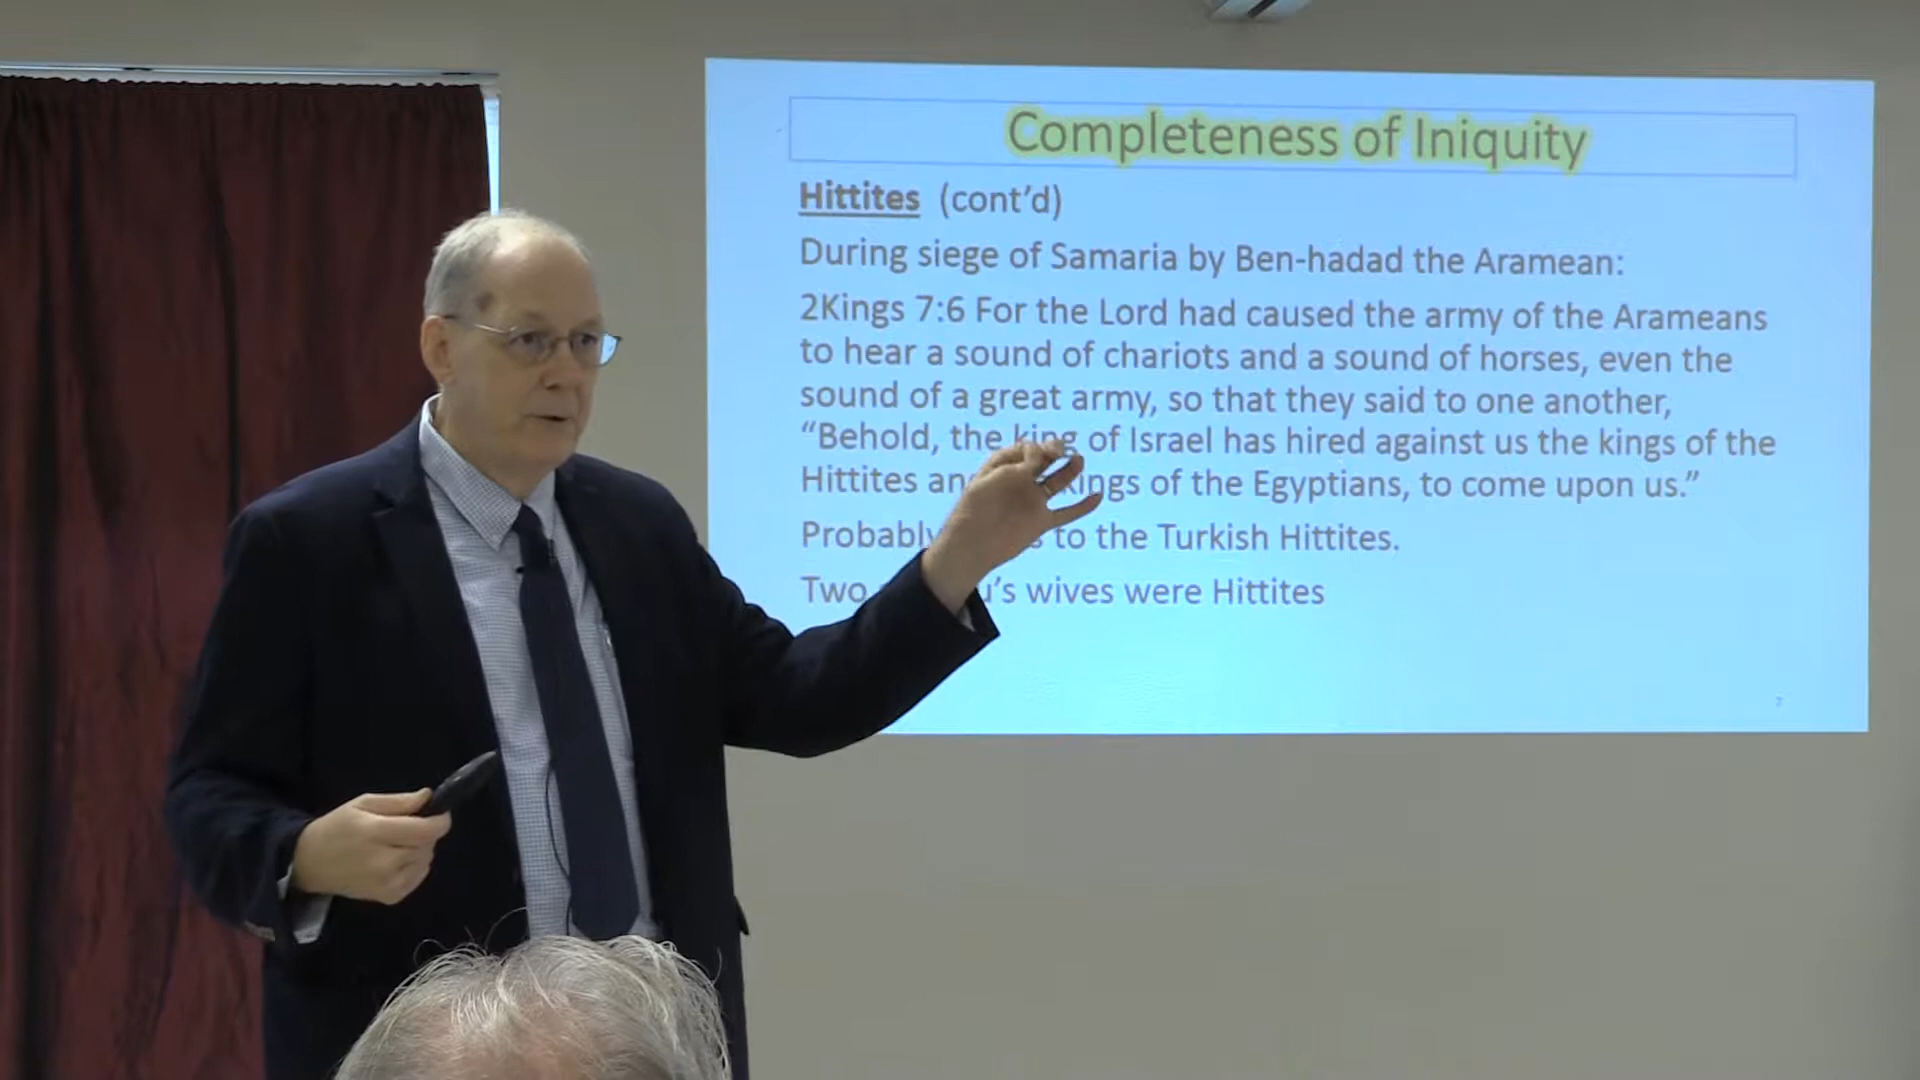 Completeness of Iniquity
Hittites (cont’d)
During siege of Samaria by Ben-hadad the Aramean:
2Kings 7:6 For the Lord had caused the army of the Arameans
to hear a sound of chariots and a sound of horses, even the
sound of a great army, so that they said to one another,
“Behold, the king of Israel has hired against us the kings of the
Hittites kings of the Egyptians, to come upon us.”
Probably to the Turkish Hittites.
Two wives were Hittites
7